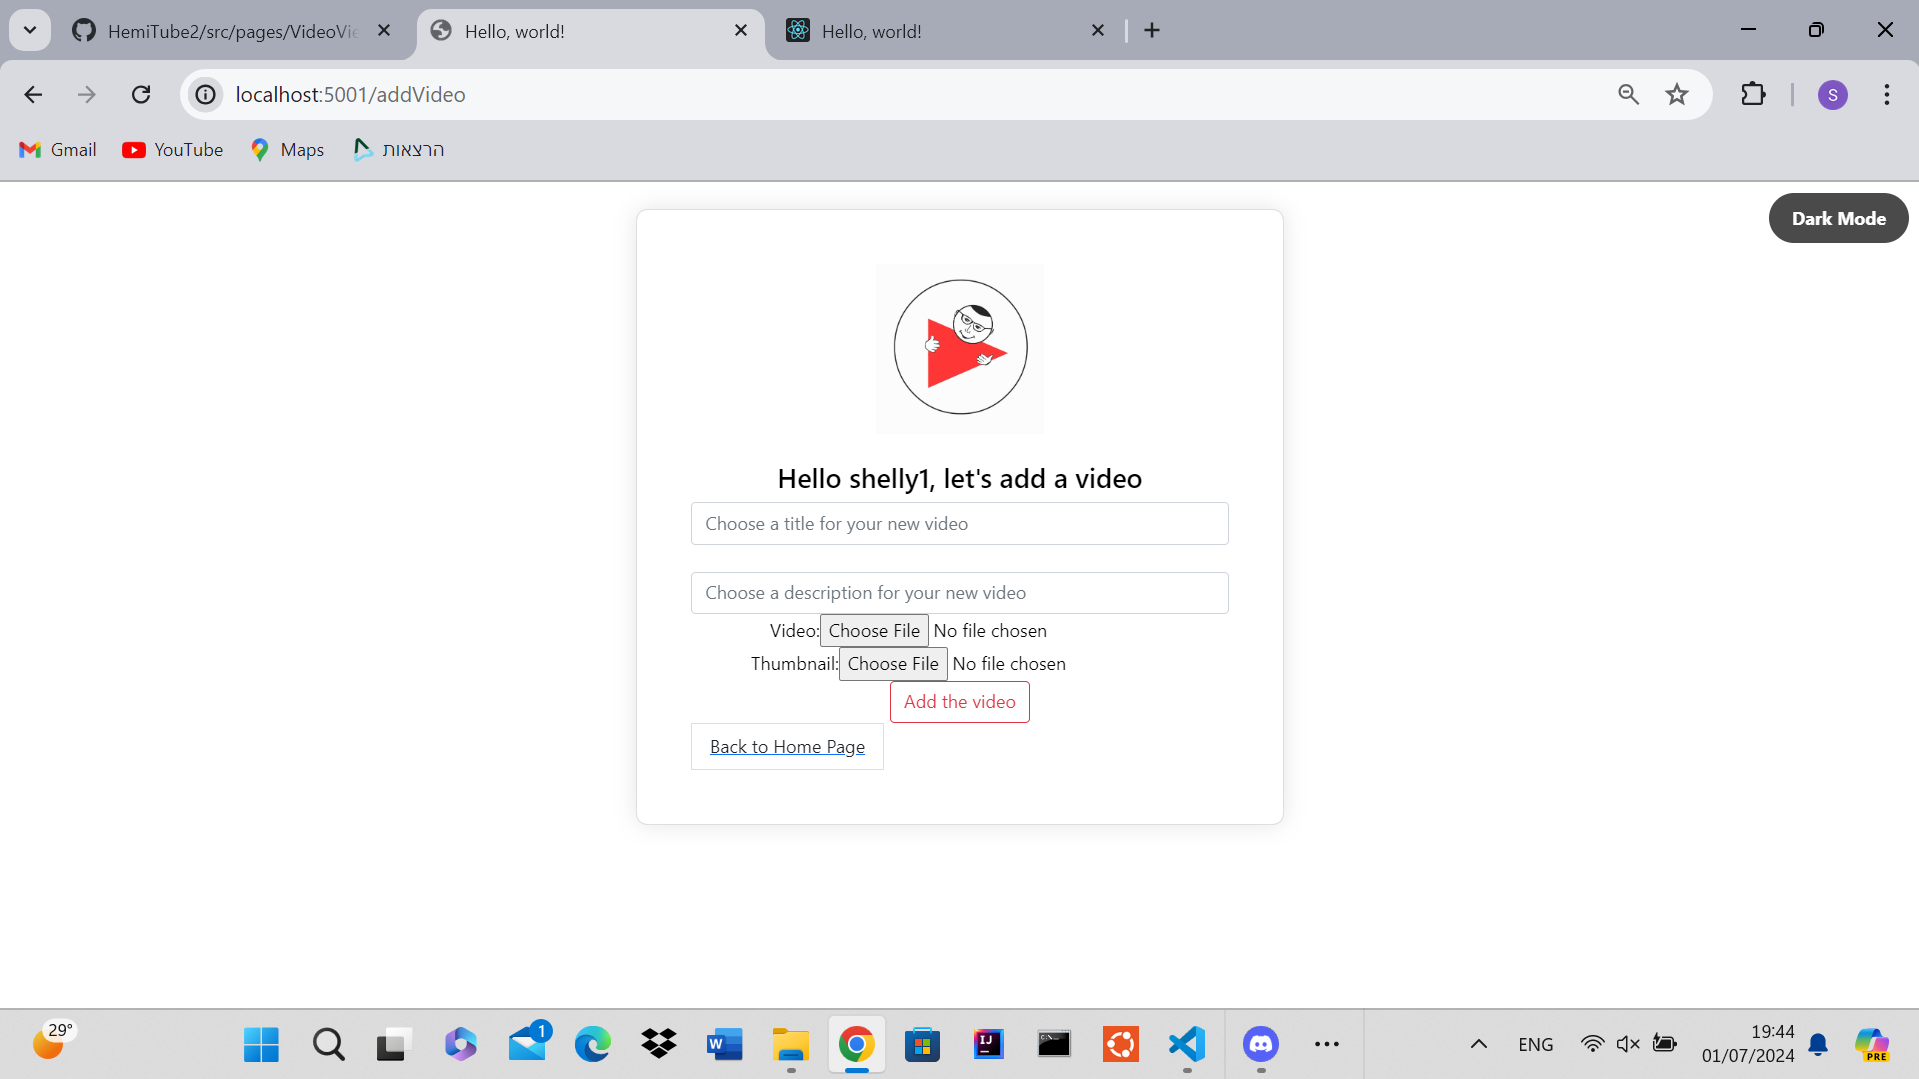 HemiTube2/src/pages/VideoVie
Hello, world!
Hello, world!
localhost:5001/addVideo
S
Gmail
YouTube
Maps
הרצאות
Dark Mode
Hello shelly1, let's add a video
Choose a title for your new video
Choose a description for your new video
Video: Choose File No file chosen
Thumbnail: Choose File No file chosen
Add the video
Back to Home Page
29°
1
W
IJ
ENG
19:44
01/07/2024
PRE